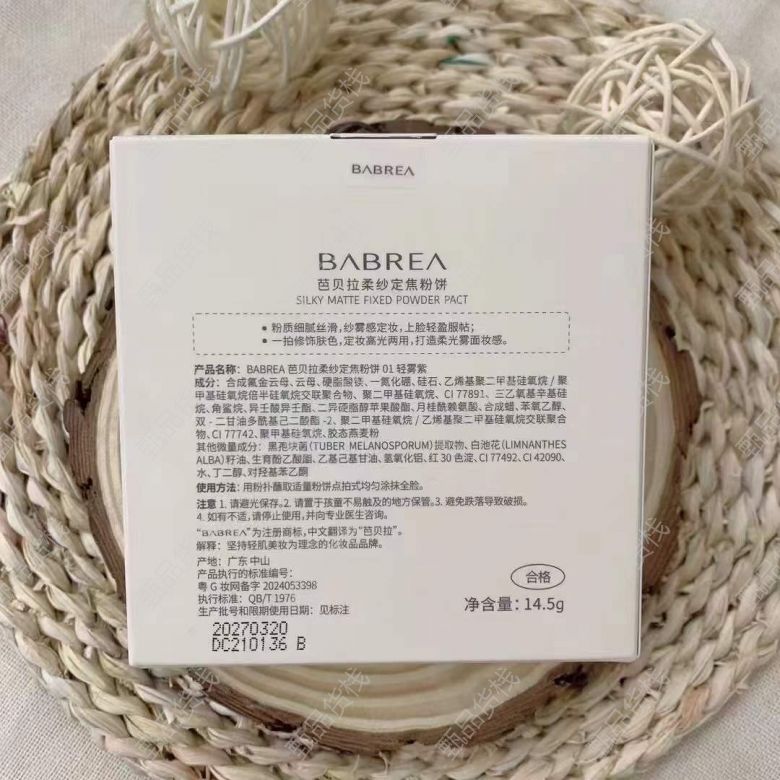 BABREA
BABREA
芭贝拉柔纱定焦粉饼
SILKY MATTE FIXED POWDER PACT
● 粉质细腻丝滑,纱雾感定妆,上脸轻盈服帖;
● 一拍修饰肤色,定妆高光两用,打造柔光雾面妆感。
产品名称:BABREA 芭贝拉柔纱定焦粉饼 01 轻雾紫
成分:合成氟金云母、云母、硬脂酸镁、一氮化硼、硅石、乙烯基聚二甲基硅氧烷 / 聚
甲基硅氧烷倍半硅氧烷交联聚合物、聚二甲基硅氧烷、CI 77891、三乙氧基辛基硅
烷、角鲨烷、异壬酸异壬酯、二异硬脂醇苹果酸酯、月桂酰赖氨酸、合成蜡、苯氧乙醇、
双 - 二甘油多酰基己二酸酯 -2、聚二甲基硅氧烷 / 乙烯基聚二甲基硅氧烷交联聚合
物、CI 77742、聚甲基硅氢烷、胶态燕麦粉
其他微量成分:黑孢块菌(TUBER MELANOSPORUM)提取物、白池花(LIMNANTHES
ALBA)籽油、生育酚乙酸酯、乙基己基甘油、氢氧化铝、红 30 色淀、CI 77492、CI 42090、
水、丁二醇、对羟基苯乙酮
使用方法:用粉扑蘸取适量粉饼点拍式均匀涂抹全脸。
注意 1. 请避光保存。2. 请置于孩童不易触及的地方保管。3. 避免跌落导致破损。
4. 如有不适,请停止使用,并向专业医生咨询。
“BABREA”为注册商标,中文翻译为“芭贝拉”。
解释:坚持轻肌美妆为理念的化妆品品牌。
产地:广东 中山
产品执行的标准编号:
粤 G 妆网备字 2024053398
执行标准:QB/T 1976
生产批号和限期使用日期:见标注
合格
净含量:14.5g
20270320
DC210136 B
甄品货栈